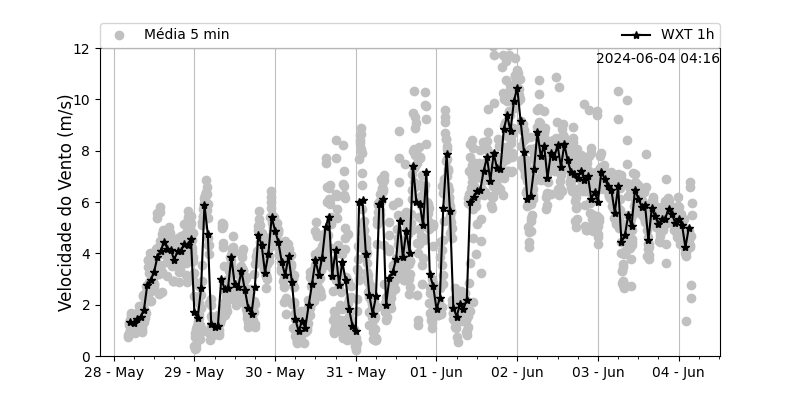 Média 5 min
WXT 1h
2024-06-04 04:16
Velocidade do Vento (m/s)
12
10
8
6
4
2
0
28 - May
29 - May
30 - May
31 - May
01 - Jun
02 - Jun
03 - Jun
04 - Jun